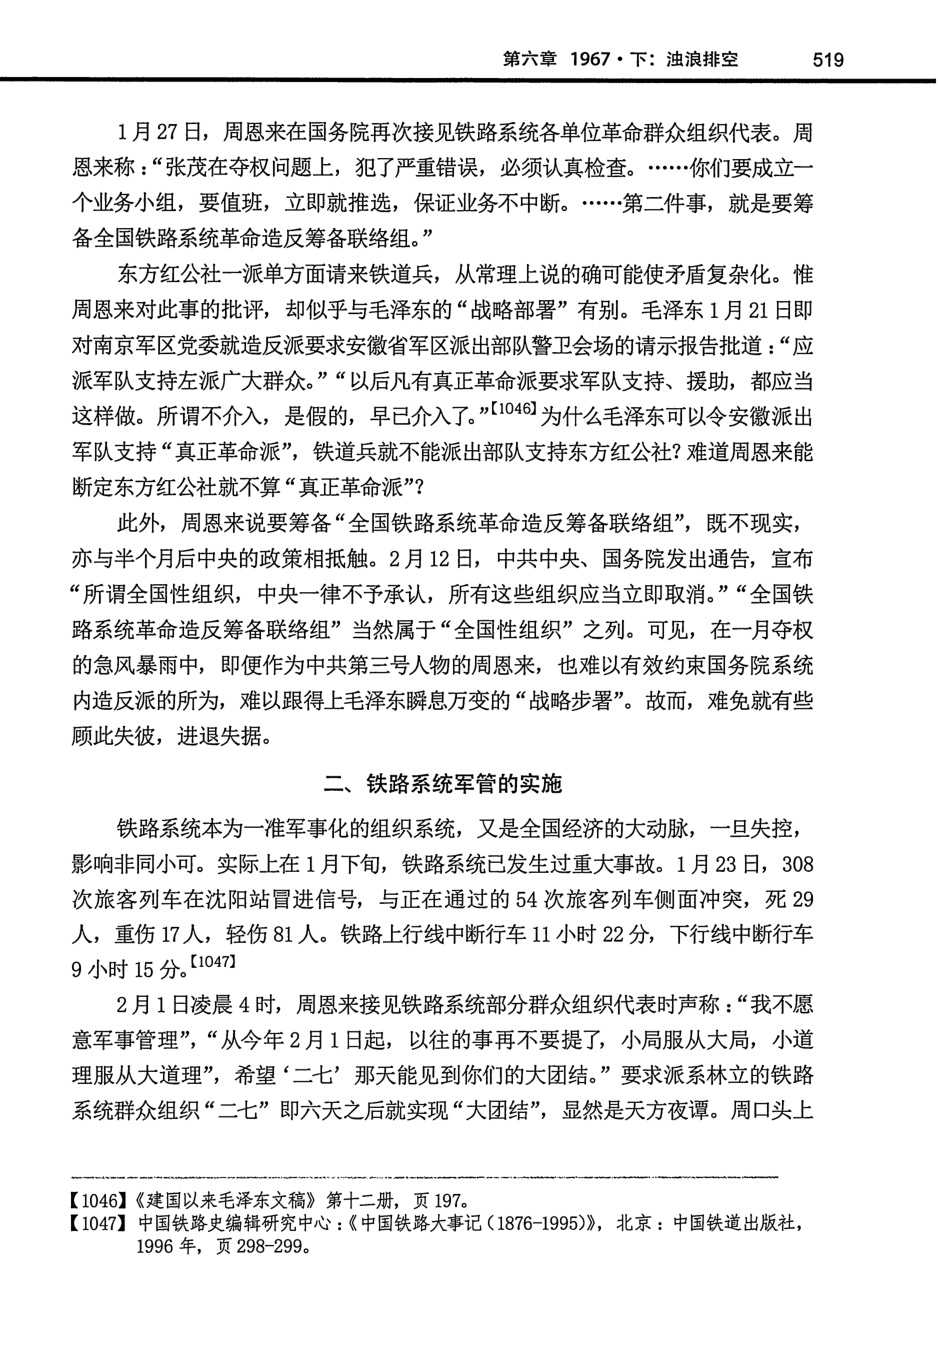 第六章 1967·下：浊浪排空 519
1月27日，周恩来在国务院再次接见铁路系统各单位革命群众组织代表。周
恩来称：“张茂在夺权问题上，犯了严重错误，必须认真检查。……你们要成立一
个业务小组，要值班，立即就推选，保证业务不中断。……第二件事，就是要筹
备全国铁路系统革命造反筹备联络组。”
东方红公社一派单方面请来铁道兵，从常理上说的确可能使矛盾复杂化。惟
周恩来对此事的批评，却似乎与毛泽东的“战略部署”有别。毛泽东1月21日即
对南京军区党委就造反派要求安徽省军区派出部队警卫会场的请示报告批道：“应
派军队支持左派广大群众。”“以后凡有真正革命派要求军队支持、援助，都应当
这样做。所谓不介入，是假的，早已介入了。”【1046】为什么毛泽东可以令安徽派出
军队支持“真正革命派”，铁道兵就不能派出部队支持东方红公社？难道周恩来能
断定东方红公社就不算“真正革命派”？
此外，周恩来说要筹备“全国铁路系统革命造反筹备联络组”，既不现实，
亦与半个月后中央的政策相抵触。2月12日，中共中央、国务院发出通告，宣布
“所谓全国性组织，中央一律不予承认，所有这些组织应当立即取消。”“全国铁
路系统革命造反筹备联络组”当然属于“全国性组织”之列。可见，在一月夺权
的急风暴雨中，即便作为中共第三号人物的周恩来，也难以有效约束国务院系统
内造反派的所为，难以跟得上毛泽东瞬息万变的“战略步署”。故而，难免就有些
顾此失彼，进退失据。
二、铁路系统军管的实施
铁路系统本为一准军事化的组织系统，又是全国经济的大动脉，一旦失控，
影响非同小可。实际上在1月下旬，铁路系统已发生过重大事故。1月23日，308
次旅客列车在沈阳站冒进信号，与正在通过的54次旅客列车侧面冲突，死29
人，重伤17人，轻伤81人。铁路上行线中断行车11小时22分，下行线中断行车
9小时15分。【1047】
2月1日凌晨4时，周恩来接见铁路系统部分群众组织代表时声称：“我不愿
意军事管理”，“从今年2月1日起，以往的事再不要提了，小局服从大局，小道
理服从大道理”，希望‘二七’那天能见到你们的大团结。”要求派系林立的铁路
系统群众组织“二七”即六天之后就实现“大团结”，显然是天方夜谭。周口头上
【1046】《建国以来毛泽东文稿》第十二册，页197。
【1047】中国铁路史编辑研究中心：《中国铁路大事记（1876-1995）》，北京：中国铁道出版社，
1996年，页298-299。